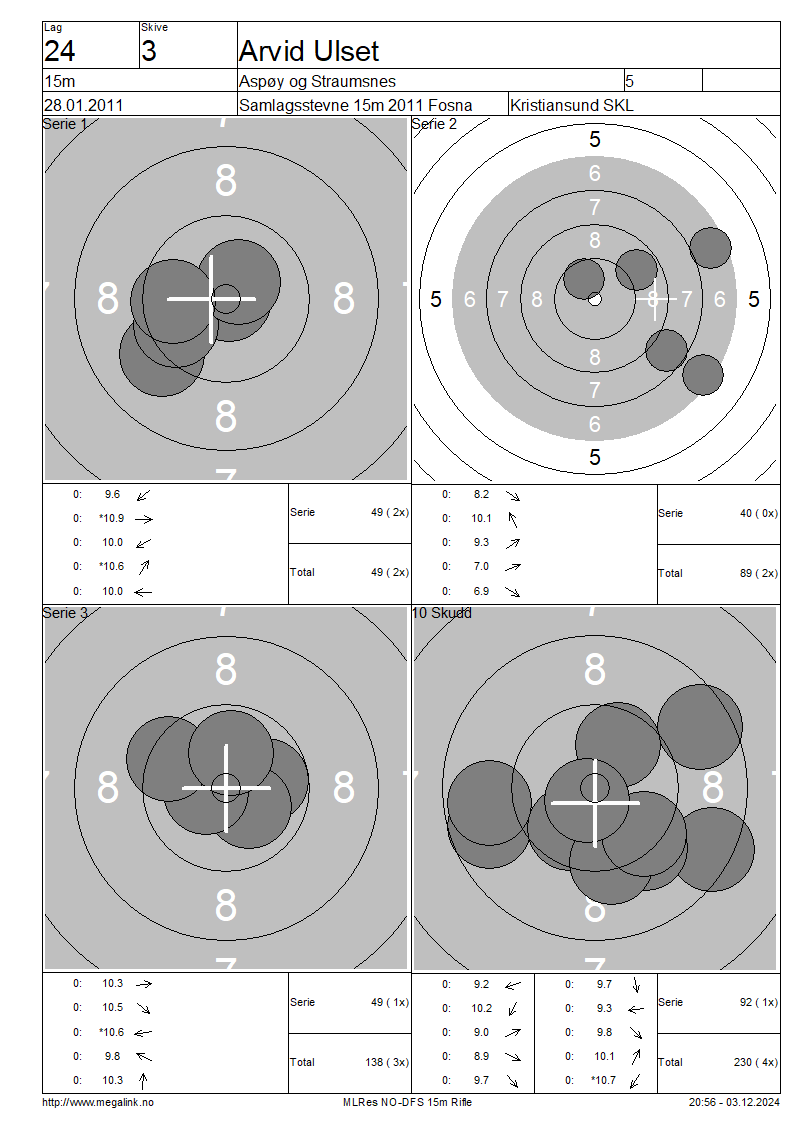 Lag Skive
24 3 Arvid Ulset
15m Aspøy og Straumsnes 5
28.01.2011 Samlagsstevne 15m 2011 Fosna Kristiansund SKL
Serie 1
7
8
7 8 8 7
8
7
0: 9.6
0: *10.9
0: 10.0
0: *10.6
0: 10.0
Serie 49 ( 2x)
Total 49 ( 2x)
Serie 2
5
6
7
8
5 6 7 8 8 7 6 5
8
7
6
5
0: 8.2
0: 10.1
0: 9.3
0: 7.0
0: 6.9
Serie 40 ( 0x)
Total 89 ( 2x)
Serie 3
7
8
7 8 8 7
8
7
0: 10.3
0: 10.5
0: *10.6
0: 9.8
0: 10.3
Serie 49 ( 1x)
Total 138 ( 3x)
10 Skudd
7
8
7 8 7
8
7
0: 9.2 0: 9.7
0: 10.2 0: 9.3
0: 9.0 0: 9.8
0: 8.9 0: 10.1
0: 9.7 0: *10.7
Serie 92 ( 1x)
Total 230 ( 4x)
http://www.megalink.no MLRes NO-DFS 15m Rifle 20:56 - 03.12.2024